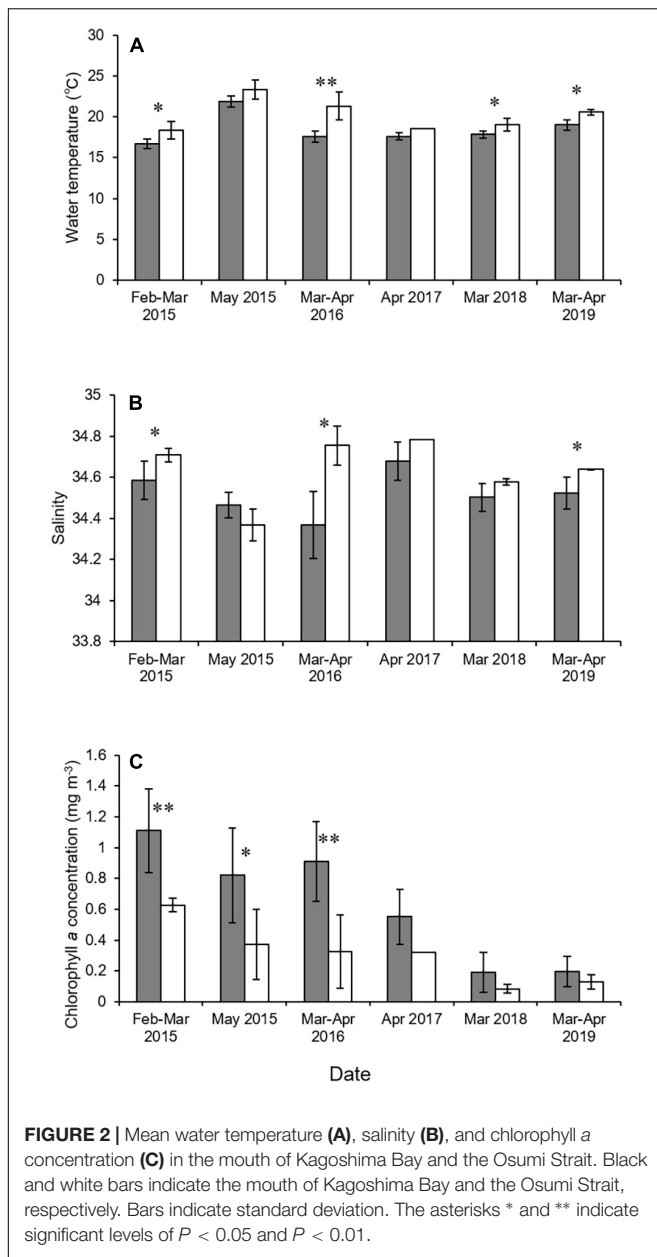 A
Water temperature (°C)
30
25
20
15
10
5
0
* ** * *
Feb-Mar 2015
May 2015
Mar-Apr 2016
Apr 2017
Mar 2018
Mar-Apr 2019
B
Salinity
35
34.8
34.6
34.4
34.2
34
33.8
* * *
Feb-Mar 2015
May 2015
Mar-Apr 2016
Apr 2017
Mar 2018
Mar-Apr 2019
C
Chlorophyll a concentration (mg m-3)
1.6
1.4
1.2
1
0.8
0.6
0.4
0.2
0
** * **
Feb-Mar 2015
May 2015
Mar-Apr 2016
Apr 2017
Mar 2018
Mar-Apr 2019
Date
FIGURE 2 | Mean water temperature (A), salinity (B), and chlorophyll a
concentration (C) in the mouth of Kagoshima Bay and the Osumi Strait. Black
and white bars indicate the mouth of Kagoshima Bay and the Osumi Strait,
respectively. Bars indicate standard deviation. The asterisks * and ** indicate
significant levels of P < 0.05 and P < 0.01.